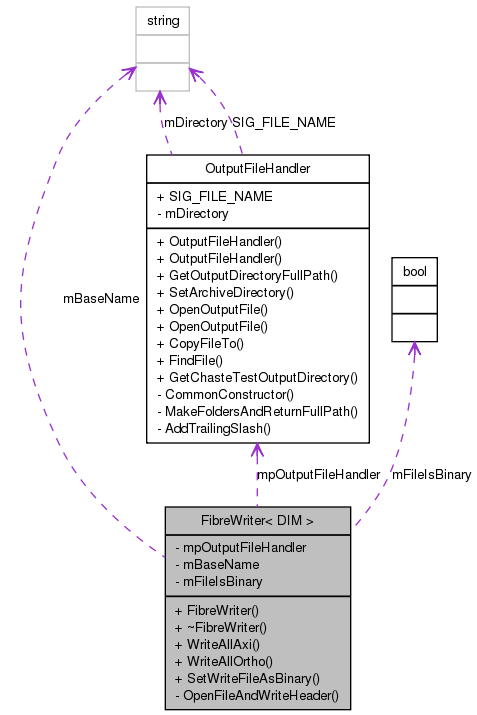 string
mDirectory SIG_FILE_NAME
OutputFileHandler
+ SIG_FILE_NAME
- mDirectory
+ OutputFileHandler()
+ OutputFileHandler()
+ GetOutputDirectoryFullPath()
+ SetArchiveDirectory()
+ OpenOutputFile()
+ OpenOutputFile()
+ CopyFileTo()
+ FindFile()
+ GetChasteTestOutputDirectory()
- CommonConstructor()
- MakeFoldersAndReturnFullPath()
- AddTrailingSlash()
bool
mBaseName
mpOutputFileHandler
mFileIsBinary
FibreWriter< DIM >
- mpOutputFileHandler
- mBaseName
- mFileIsBinary
+ FibreWriter()
+ ~FibreWriter()
+ WriteAllAxi()
+ WriteAllOrtho()
+ SetWriteFileAsBinary()
- OpenFileAndWriteHeader()